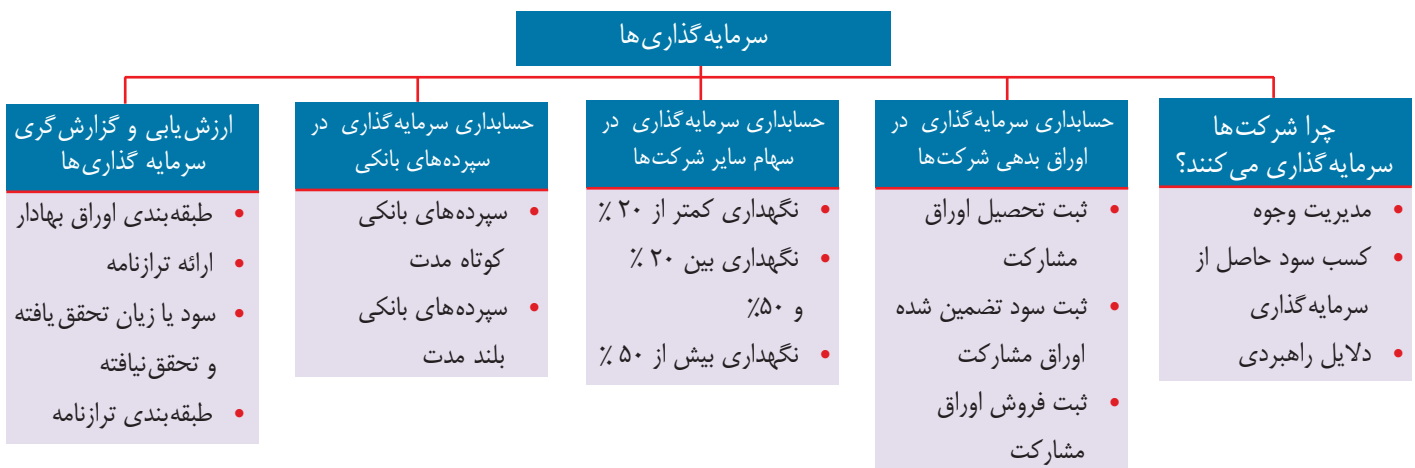 سرمایه‌گذاری‌ها
چرا شرکت‌ها
سرمایه‌گذاری می‌کنند؟
• مدیریت وجوه
• کسب سود حاصل از
سرمایه‌گذاری
• دلایل راهبردی
حسابداری سرمایه‌گذاری در
اوراق بدهی شرکت‌ها
• ثبت تحصیل اوراق
مشارکت
• ثبت سود تضمین شده
اوراق مشارکت
• ثبت فروش اوراق
مشارکت
حسابداری سرمایه‌گذاری در
سهام سایر شرکت‌ها
• نگهداری کمتر از ۲۰ ٪
• نگهداری بین ۲۰ ٪
و ۵۰٪
• نگهداری بیش از ۵۰ ٪
حسابداری سرمایه‌گذاری در
سپرده‌های بانکی
• سپرده‌های بانکی
کوتاه مدت
• سپرده‌های بانکی
بلند مدت
ارزش‌یابی و گزارش‌گری
سرمایه گذاری‌ها
• طبقه‌بندی اوراق بهادار
• ارائه ترازنامه
• سود یا زیان تحقق‌یافته
و تحقق‌نیافته
• طبقه‌بندی ترازنامه